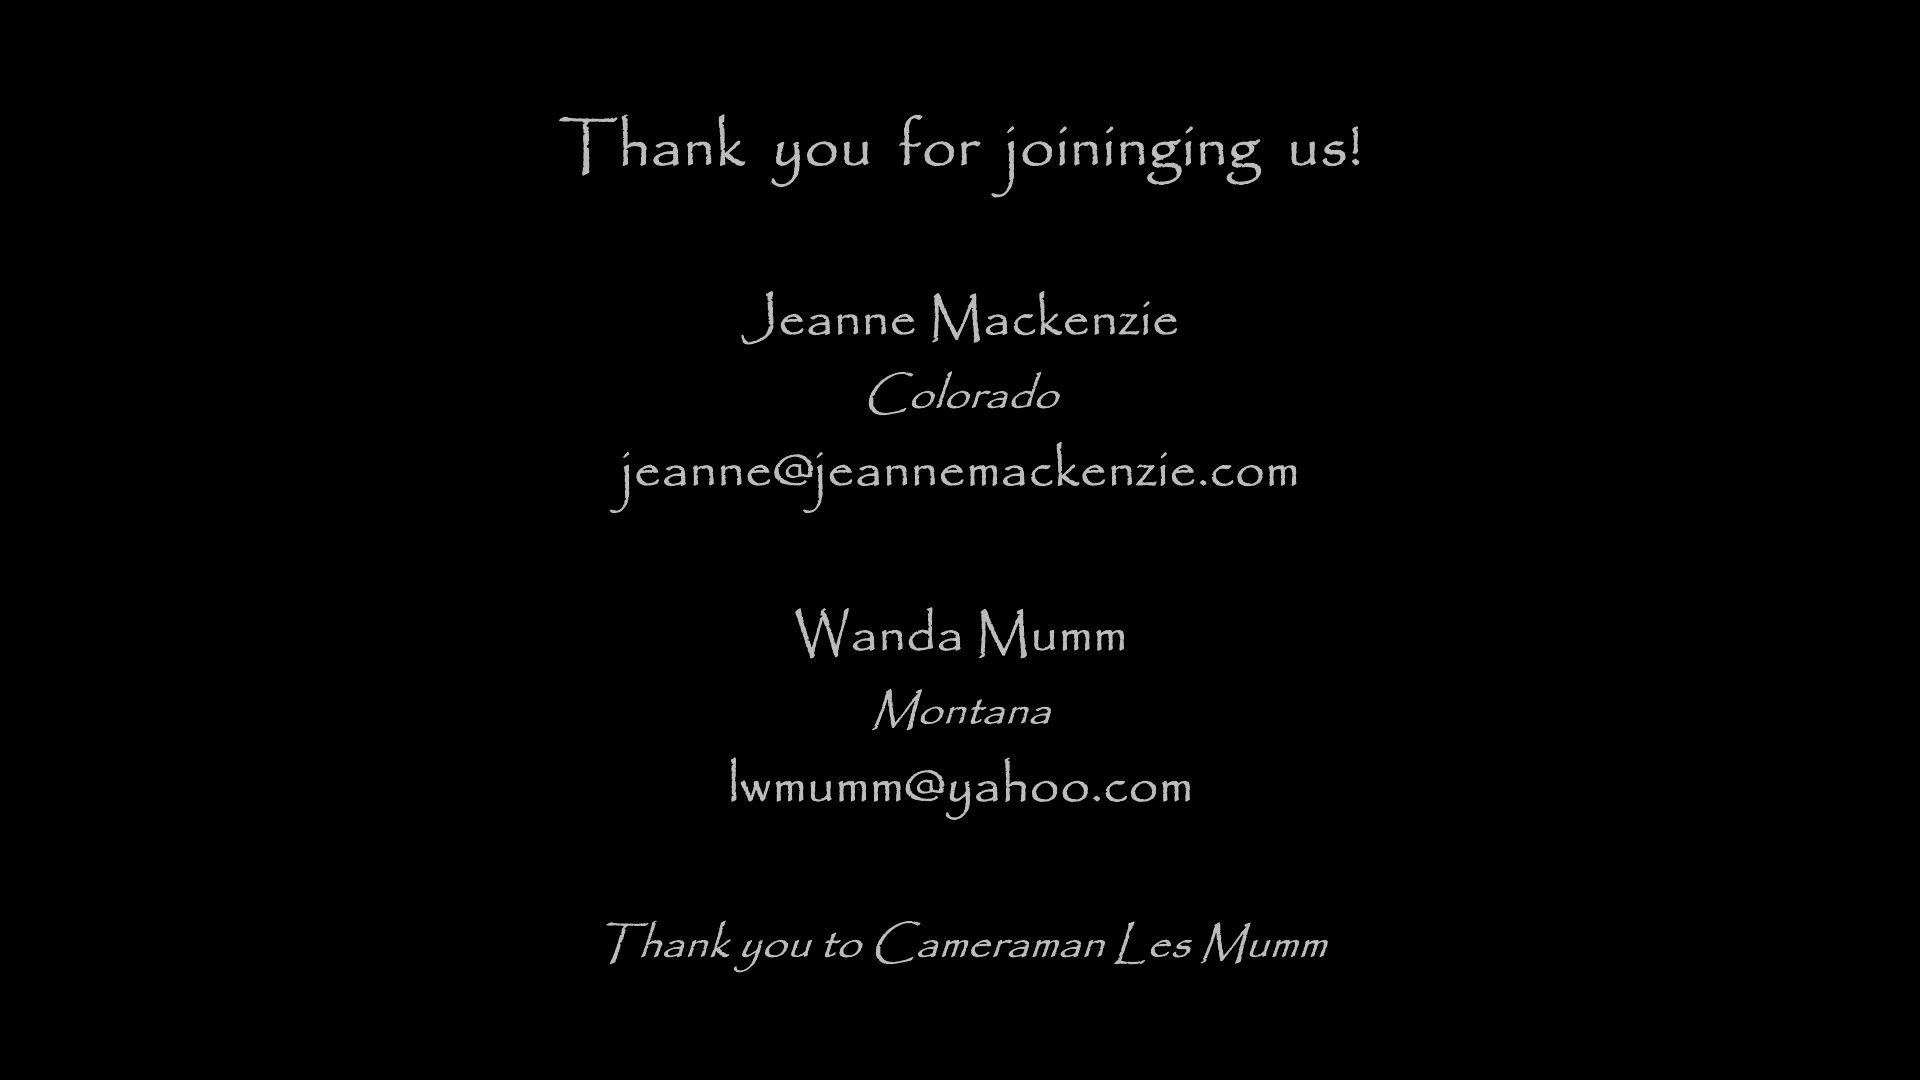 Thank you for joininging us!
Jeanne Mackenzie
Colorado
jeanne@jeannemackenzie.com
Wanda Mumm
Montana
lwmumm@yahoo.com
Thank you to Cameraman Les Mumm